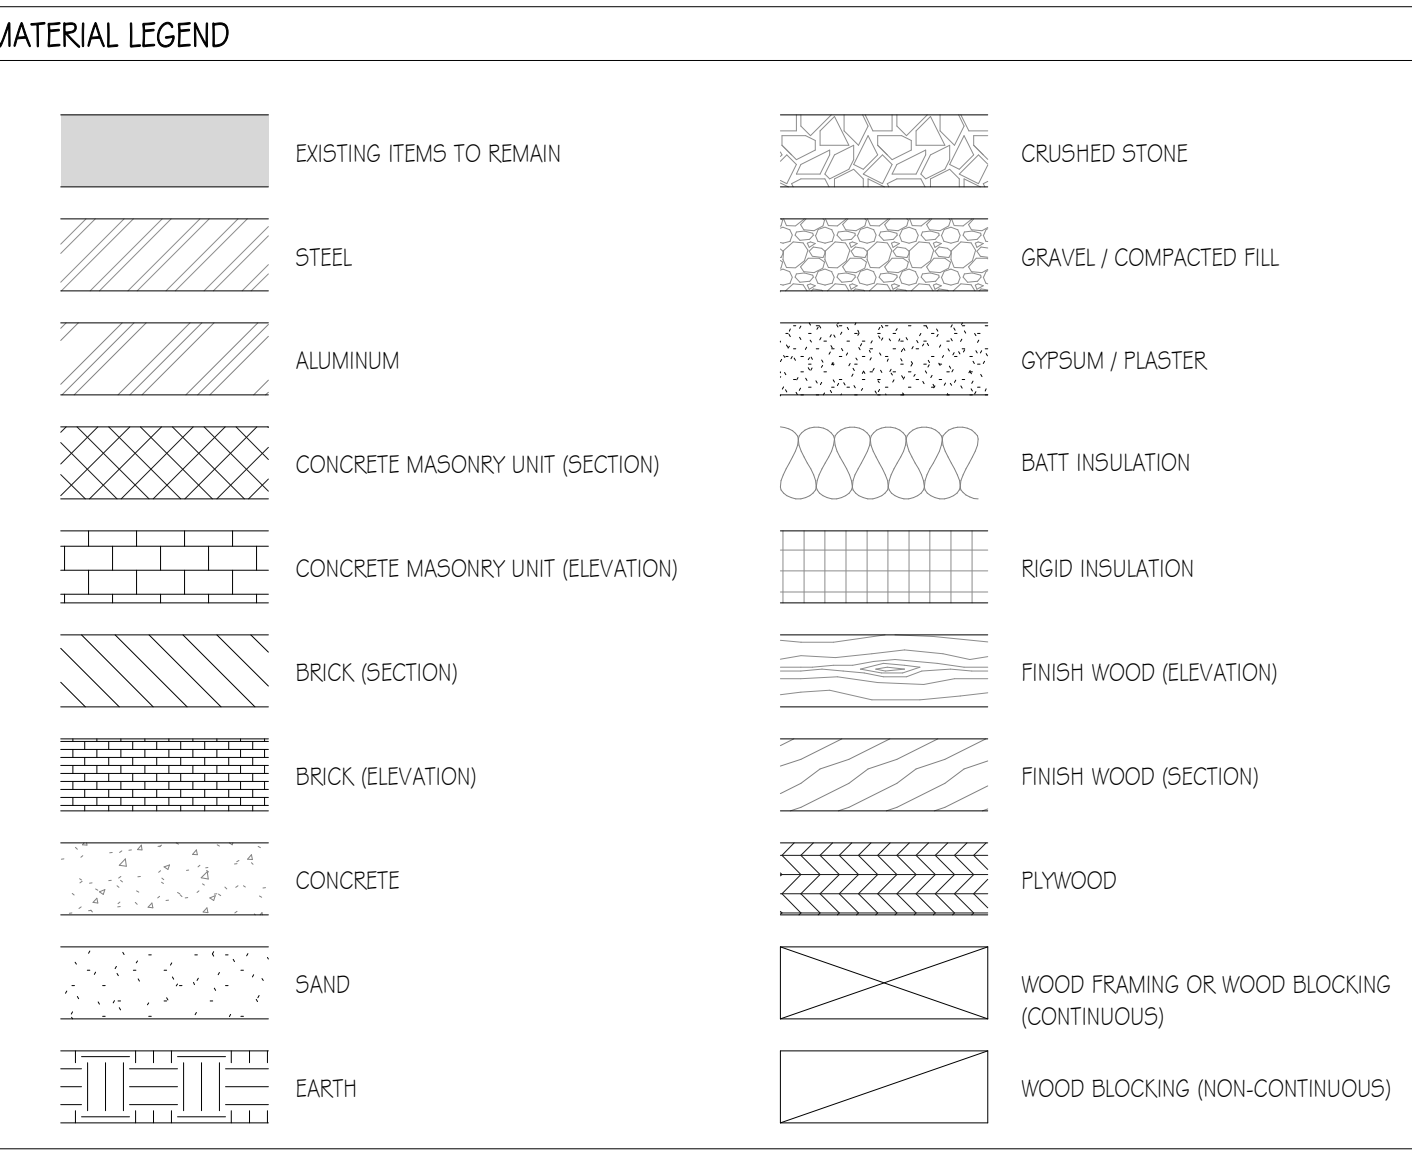 MATERIAL LEGEND
EXISTING ITEMS TO REMAIN
STEEL
ALUMINUM
CONCRETE MASONRY UNIT (SECTION)
CONCRETE MASONRY UNIT (ELEVATION)
BRICK (SECTION)
BRICK (ELEVATION)
CONCRETE
SAND
EARTH
CRUSHED STONE
GRAVEL / COMPACTED FILL
GYPSUM / PLASTER
BATT INSULATION
RIGID INSULATION
FINISH WOOD (ELEVATION)
FINISH WOOD (SECTION)
PLYWOOD
WOOD FRAMING OR WOOD BLOCKING
(CONTINUOUS)
WOOD BLOCKING (NON-CONTINUOUS)